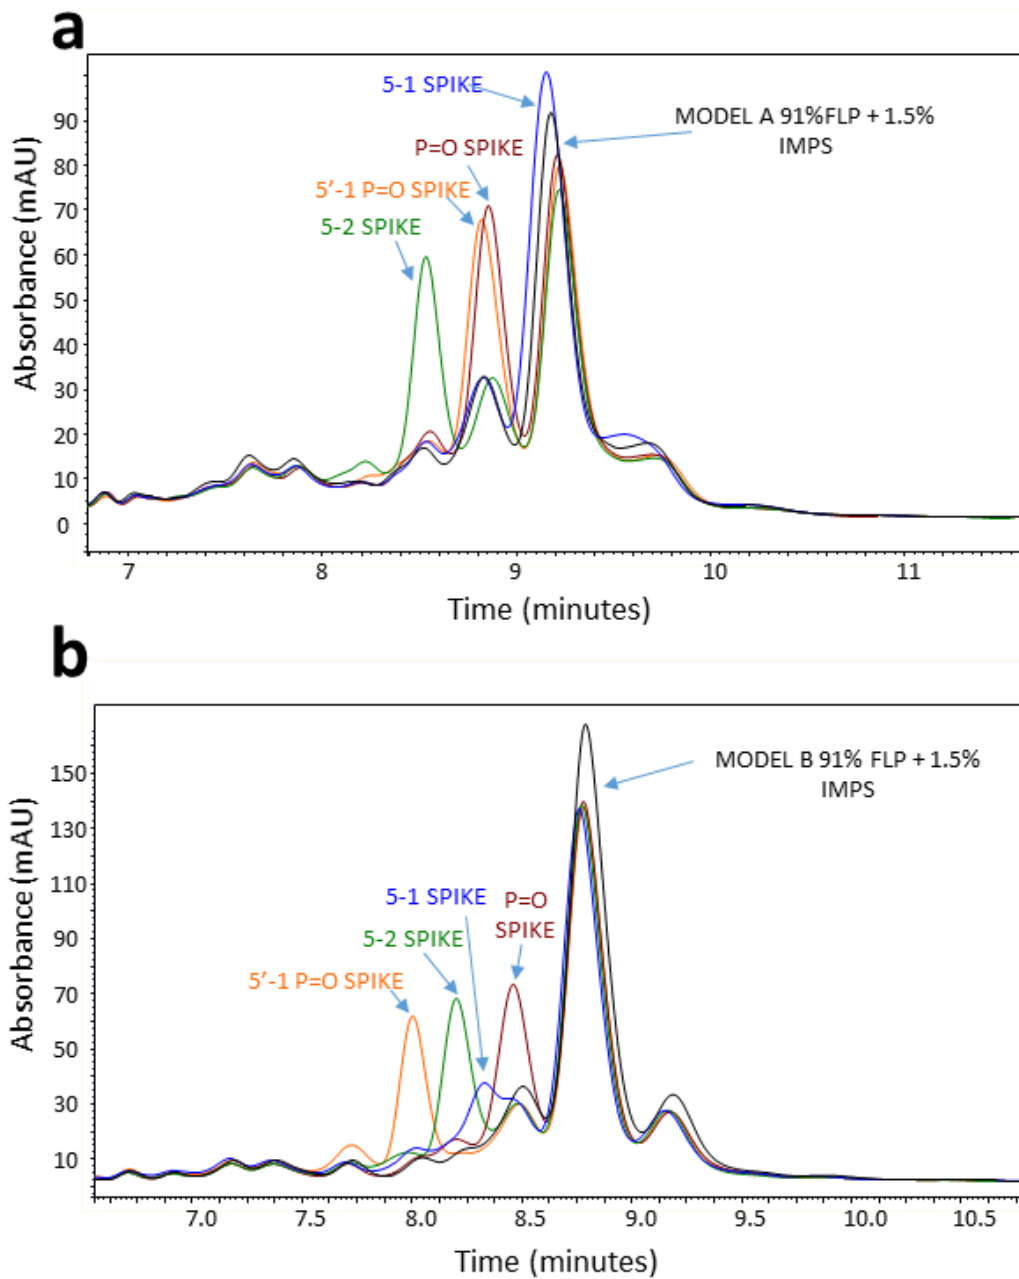 a
5-1 SPIKE
MODEL A 91%FLP + 1.5%
IMPS
P=O SPIKE
5′-1 P=O SPIKE
5-2 SPIKE
Absorbance (mAU)
90
80
70
60
50
40
30
20
10
0
7 8 9 10 11
Time (minutes)
b
MODEL B 91% FLP + 1.5%
IMPS
5-1 SPIKE
P=O
SPIKE
5-2 SPIKE
5′-1 P=O SPIKE
Absorbance (mAU)
150
130
110
90
70
50
30
10
7.0 7.5 8.0 8.5 9.0 9.5 10.0 10.5
Time (minutes)